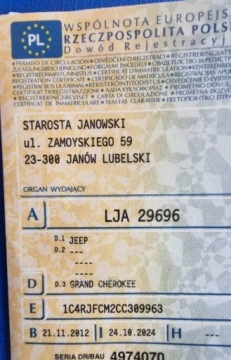 PL
WSPÓLNOTA EUROPEJS
RZECZPOSPOLITA POLS
Dowód Rejestracyj
STAROSTA JANOWSKI
ul. ZAMOYSKIEGO 59
23-300 JANÓW LUBELSKI
ORGAN WYDAJĄCY
A LJA 29696
D.1 JEEP
D.2 ---
----
----
D D.3 GRAND CHEROKEE
E 1C4RJFCM2CC309963
B 21.11.2012 I 24.10.2024 H ---
SERIA DR/BAU 4974070